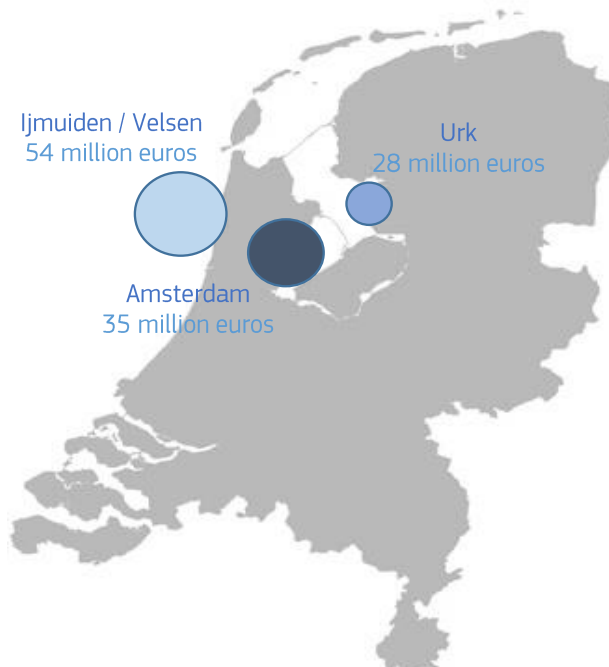 Ijmuiden / Velsen
54 million euros
Urk
28 million euros
Amsterdam
35 million euros